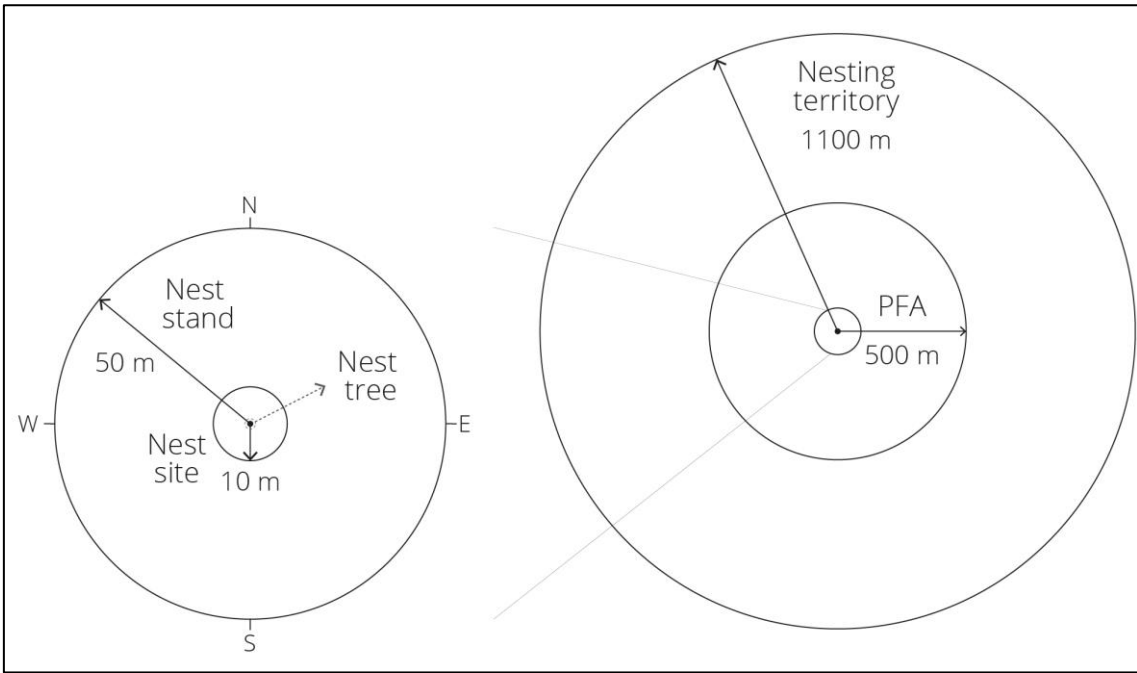 N
Nest
stand
50 m
Nest
tree
W
E
Nest
site
10 m
S
Nesting
territory
1100 m
PFA
500 m